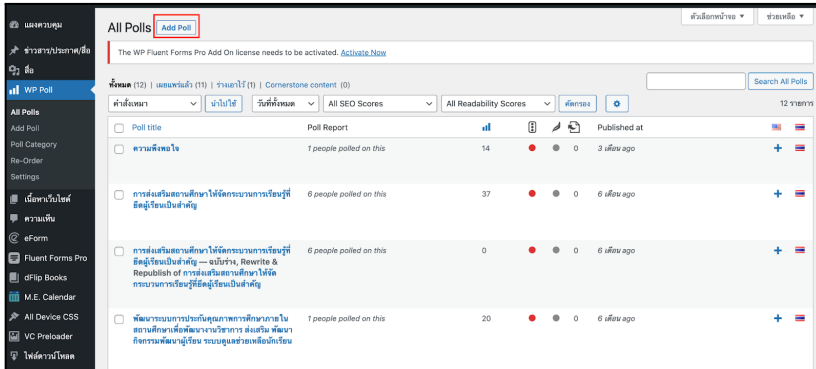 ตัวเลือกหน้าจอ ▼ ช่วยเหลือ ▼
แผงควบคุม
ข่าวสาร/ประกาศ/สื่อ
สื่อ
WP Poll
All Polls
Add Poll
Poll Category
Re-Order
Settings
เนื้อหาเว็บไซต์
ความเห็น
eForm
Fluent Forms Pro
dFlip Books
M.E. Calendar
All Device CSS
VC Preloader
ไฟล์ดาวน์โหลด
All Polls Add Poll
The WP Fluent Forms Pro Add On license needs to be activated. Activate Now
ทั้งหมด (12) | เผยแพร่แล้ว (11) | ร่างเอาไว้ (1) | Cornerstone content (0)
Search All Polls
คำสั่งเหมา นำไปใช้ วันที่ทั้งหมด All SEO Scores All Readability Scores คัดกรอง 12 รายการ
Poll title Poll Report Published at
ความพึงพอใจ 1 people polled on this 14 0 3 เดือน ago
การส่งเสริมสถานศึกษาให้จัดกระบวนการเรียนรู้ที่ 6 people polled on this 37 0 6 เดือน ago
ยึดผู้เรียนเป็นสำคัญ
การส่งเสริมสถานศึกษาให้จัดกระบวนการเรียนรู้ที่ 6 people polled on this 0 0 6 เดือน ago
ยึดผู้เรียนเป็นสำคัญ — ฉบับร่าง, Rewrite &
Republish of การส่งเสริมสถานศึกษาให้จัด
กระบวนการเรียนรู้ที่ยึดผู้เรียนเป็นสำคัญ
พัฒนาระบบการประกันคุณภาพการศึกษาภายใน 1 people polled on this 20 0 6 เดือน ago
สถานศึกษาเพื่อพัฒนางานวิชาการ ส่งเสริม พัฒนา
กิจกรรมพัฒนาผู้เรียน ระบบดูแลช่วยเหลือนักเรียน